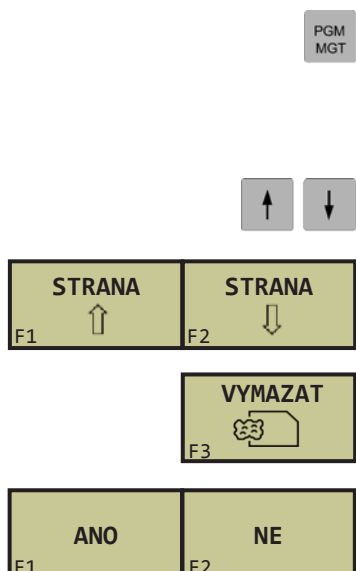 PGM
MGT
STRANA STRANA
F1 F2
VYMAZAT
F3
ANO NE
F1 F2